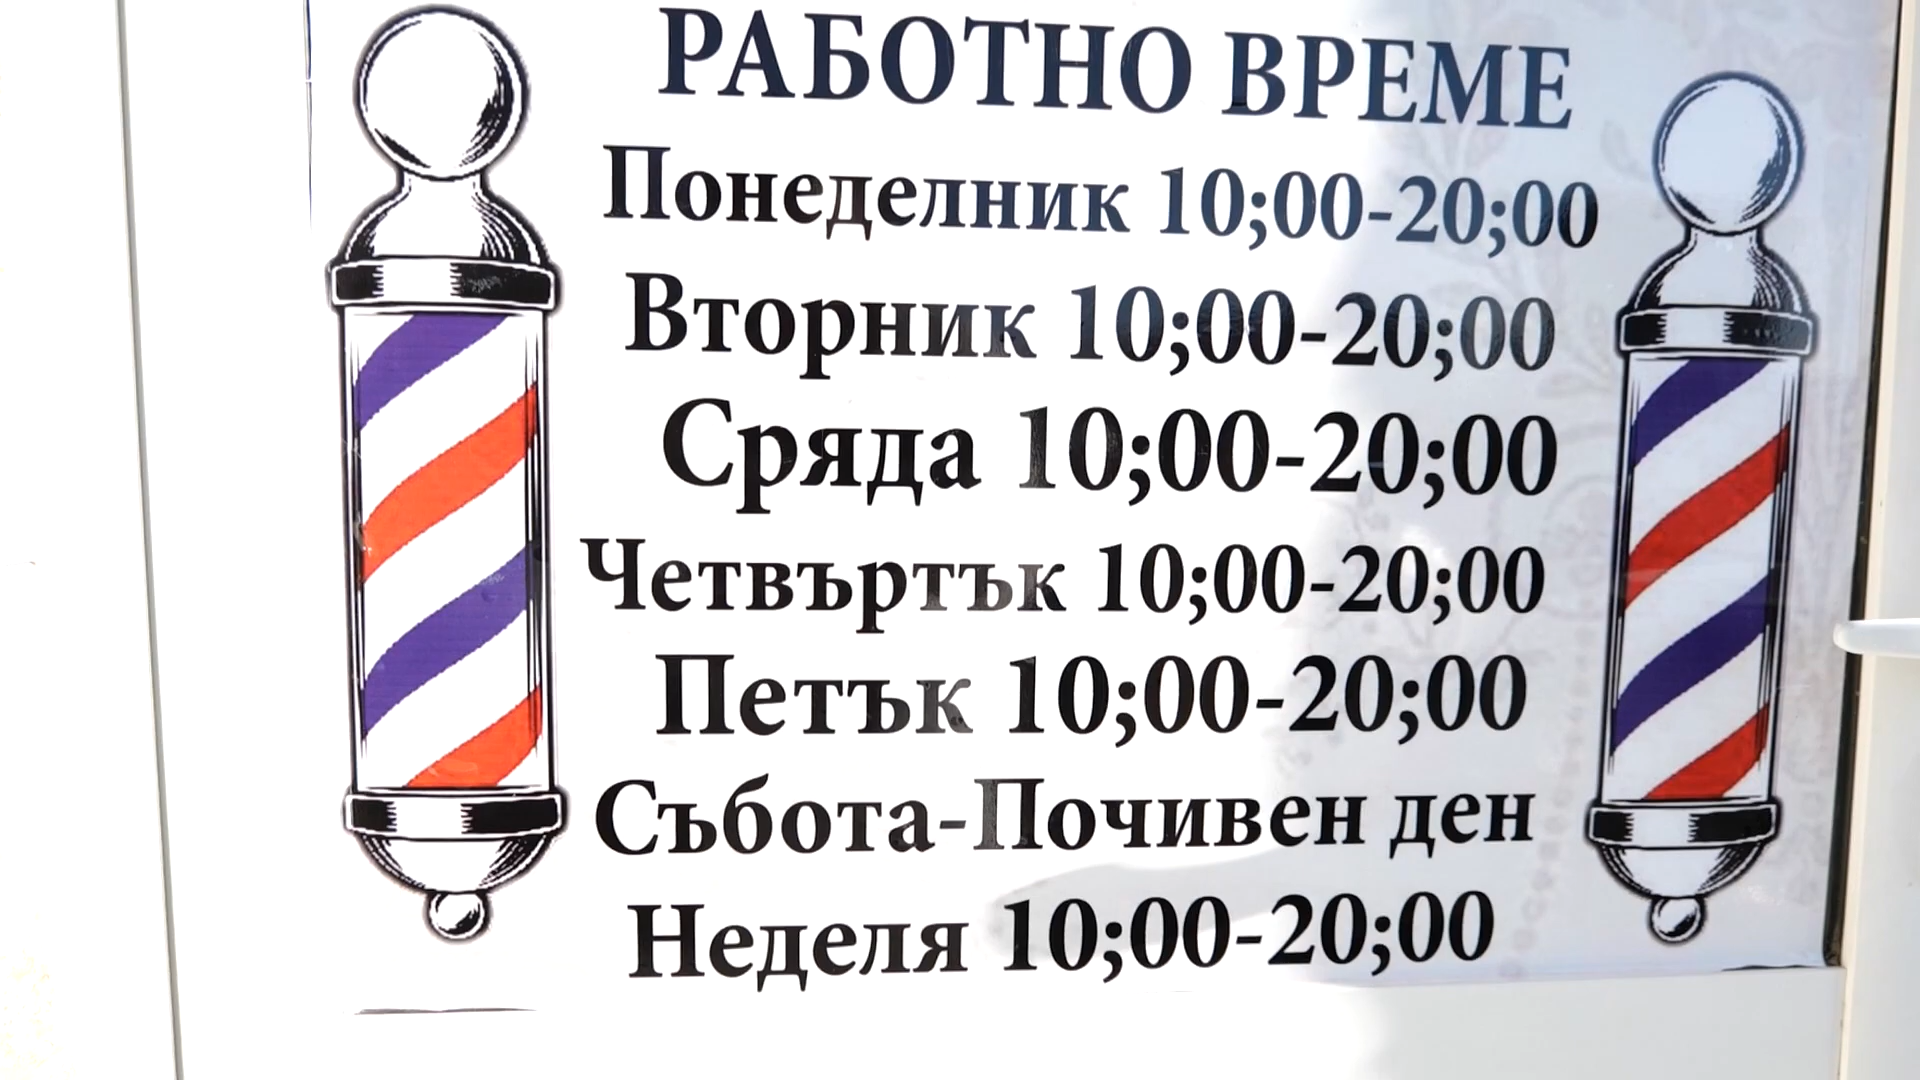 РАБОТНО ВРЕМЕ
Понеделник 10;00-20;00
Вторник 10;00-20;00
Сряда 10;00-20;00
Четвъртък 10;00-20;00
Петък 10;00-20;00
Събота-Почивен ден
Неделя 10;00-20;00